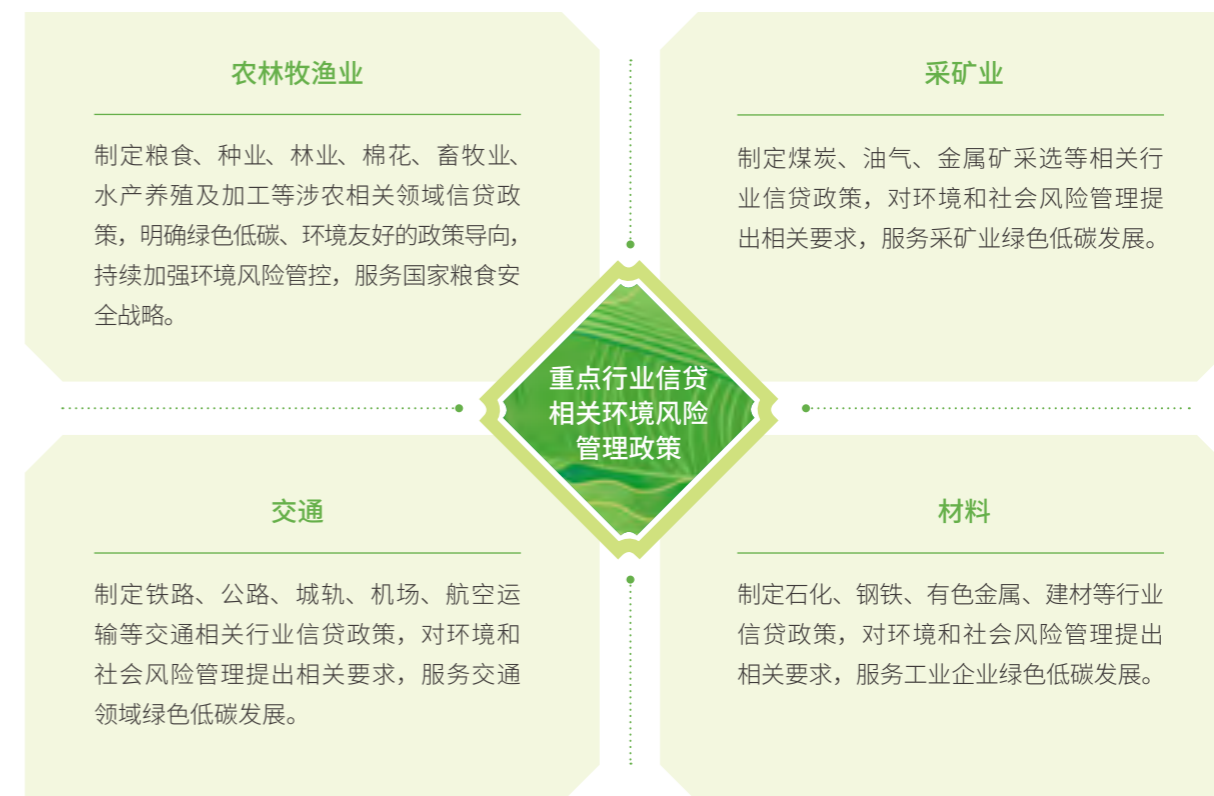 农林牧渔业
制定粮食、种业、林业、棉花、畜牧业、
水产养殖及加工等涉农相关领域信贷政
策，明确绿色低碳、环境友好的政策导向，
持续加强环境风险管控，服务国家粮食安
全战略。
采矿业
制定煤炭、油气、金属矿采选等相关行
业信贷政策，对环境和社会风险管理提
出相关要求，服务采矿业绿色低碳发展。
重点行业信贷
相关环境风险
管理政策
交通
制定铁路、公路、城轨、机场、航空运
输等交通相关行业信贷政策，对环境和
社会风险管理提出相关要求，服务交通
领域绿色低碳发展。
材料
制定石化、钢铁、有色金属、建材等行业
信贷政策，对环境和社会风险管理提出
相关要求，服务工业企业绿色低碳发展。